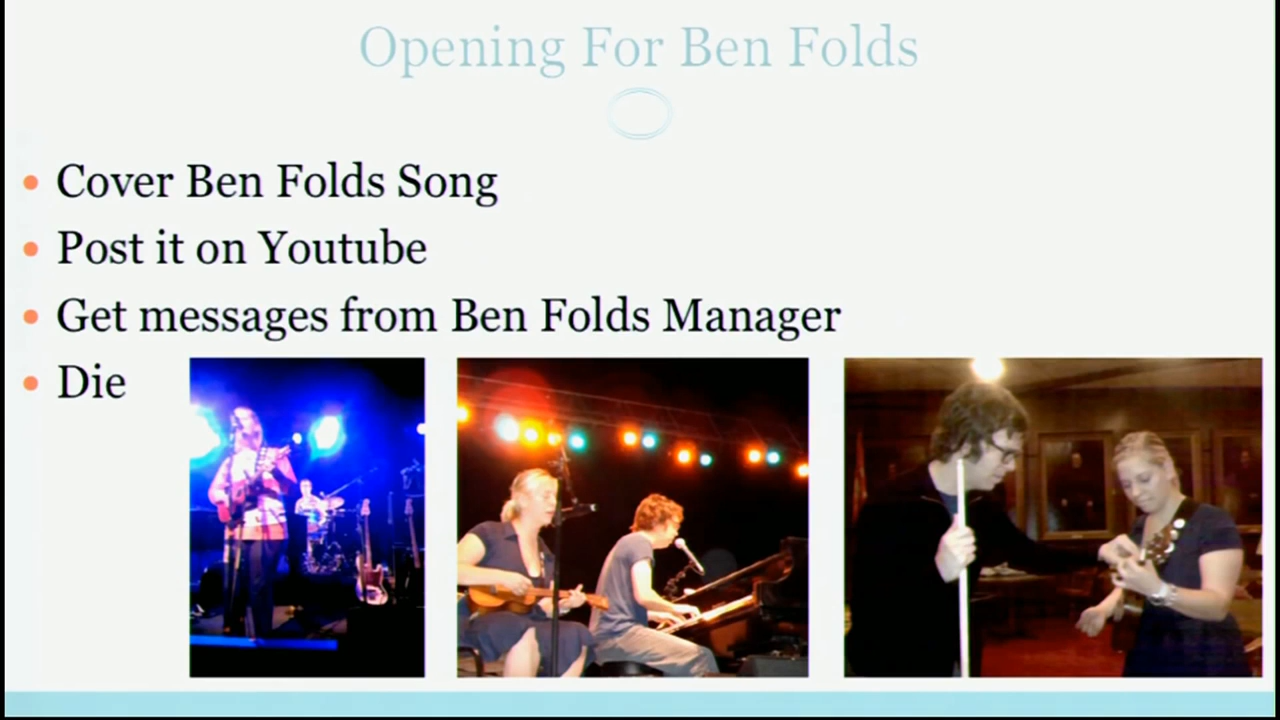 Opening For Ben Folds
Cover Ben Folds Song
Post it on Youtube
Get messages from Ben Folds Manager
Die